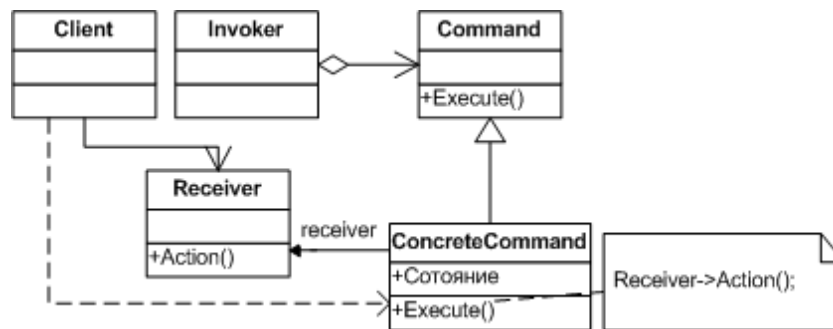 Client
Invoker
Command
+Execute()
Receiver
+Action()
receiver
ConcreteCommand
+Сотояние
+Execute()
Receiver->Action();